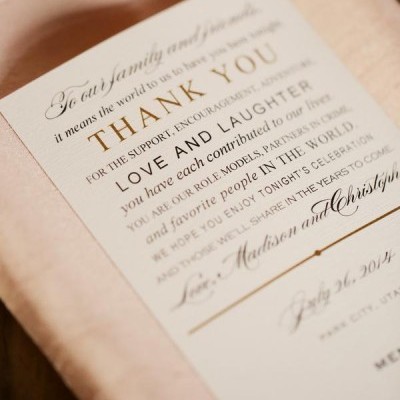 To our family and friends,
it means the world to us to have you here tonight.
THANK YOU
FOR THE SUPPORT, ENCOURAGEMENT, ADVENTURE,
LOVE AND LAUGHTER
you have each contributed to our lives.
YOU ARE OUR ROLE MODELS, PARTNERS IN CRIME,
and favorite people IN THE WORLD.
WE HOPE YOU ENJOY TONIGHT'S CELEBRATION
AND THOSE WE'LL SHARE IN THE YEARS TO COME.
Love, Madison and Christopher
July 26, 2014
PARK CITY, UTAH